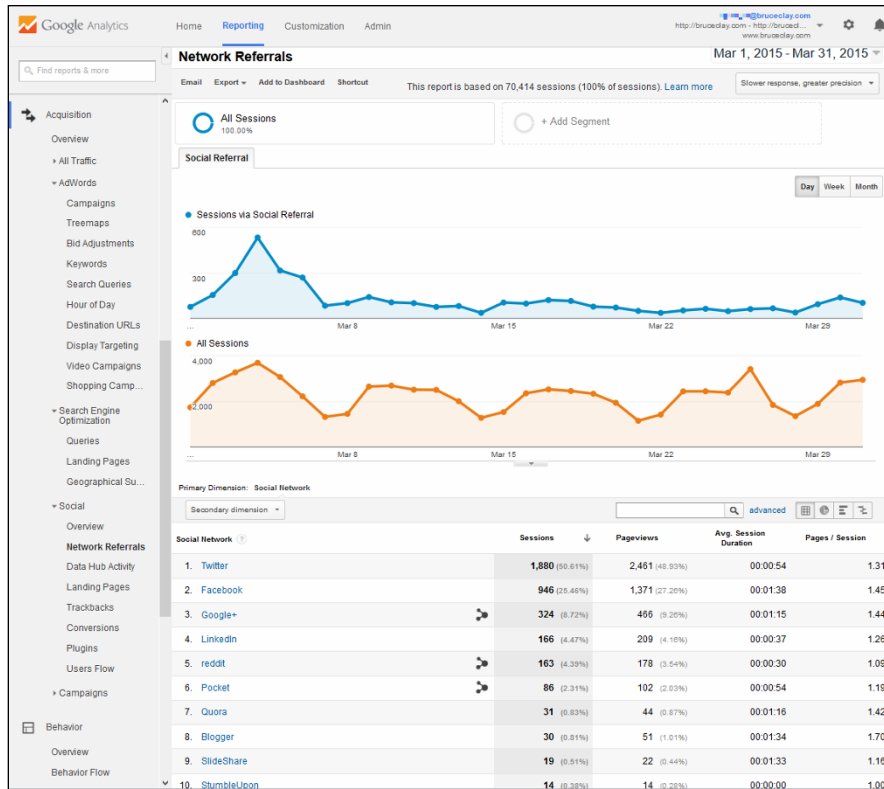 Google Analytics
Home Reporting Customization Admin
@bruceclay.com
http://bruceclay.com - http://brucecl...
www.bruceclay.com
Find reports & more
Network Referrals
Mar 1, 2015 - Mar 31, 2015
Email Export Add to Dashboard Shortcut
This report is based on 70,414 sessions (100% of sessions). Learn more
Slower response, greater precision
Acquisition
Overview
All Traffic
AdWords
Campaigns
Treemaps
Bid Adjustments
Keywords
Search Queries
Hour of Day
Destination URLs
Display Targeting
Video Campaigns
Shopping Camp...
Search Engine
Optimization
Queries
Landing Pages
Geographical Su...
Social
Overview
Network Referrals
Data Hub Activity
Landing Pages
Trackbacks
Conversions
Plugins
Users Flow
Campaigns
Behavior
Overview
Behavior Flow
All Sessions
100.00%
+ Add Segment
Social Referral
Day Week Month
Sessions via Social Referral
600
300
... Mar 8 Mar 15 Mar 22 Mar 29
All Sessions
4,000
2,000
... Mar 8 Mar 15 Mar 22 Mar 29
Primary Dimension: Social Network
Secondary dimension
advanced
Social Network ? Sessions Pageviews Avg. Session Duration Pages / Session
1. Twitter 1,880 (50.61%) 2,461 (48.93%) 00:00:54 1.31
2. Facebook 946 (25.46%) 1,371 (27.26%) 00:01:38 1.45
3. Google+ 324 (8.72%) 466 (9.26%) 00:01:15 1.44
4. LinkedIn 166 (4.47%) 209 (4.16%) 00:00:37 1.26
5. reddit 163 (4.39%) 178 (3.54%) 00:00:30 1.09
6. Pocket 86 (2.31%) 102 (2.03%) 00:00:54 1.19
7. Quora 31 (0.83%) 44 (0.87%) 00:01:16 1.42
8. Blogger 30 (0.81%) 51 (1.01%) 00:01:34 1.70
9. SlideShare 19 (0.51%) 22 (0.44%) 00:01:33 1.16
10. StumbleUpon 14 (0.38%) 14 (0.28%) 00:00:00 1.00